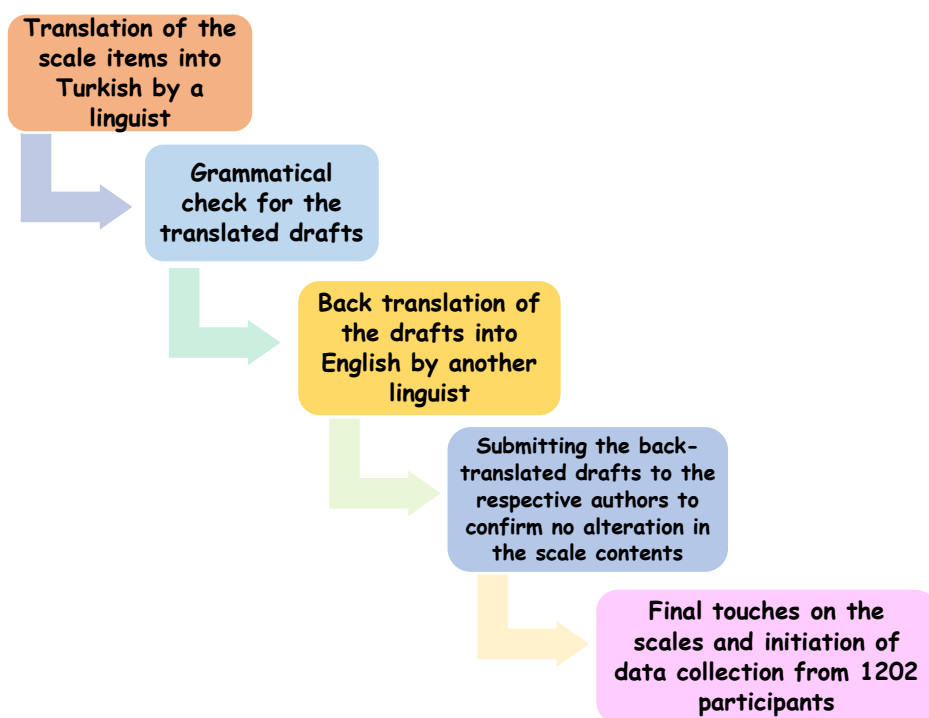 Translation of the
scale items into
Turkish by a
linguist
Grammatical
check for the
translated drafts
Back translation of
the drafts into
English by another
linguist
Submitting the back-
translated drafts to the
respective authors to
confirm no alteration in
the scale contents
Final touches on the
scales and initiation of
data collection from 1202
participants